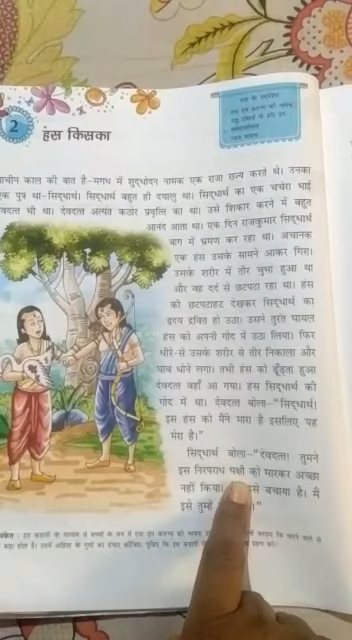 2
हंस किसका
पाठ के उद्देश्य
प्राचीन काल की बात है-मगध में शुद्धोदन नामक एक राजा राज्य करते थे। उनका
एक पुत्र था-सिद्धार्थ। सिद्धार्थ बहुत ही दयालु था। सिद्धार्थ का एक चचेरा भाई
देवदत्त भी था। देवदत्त अत्यंत कठोर प्रवृत्ति का था। उसे शिकार करने में बहुत
आनंद आता था। एक दिन राजकुमार सिद्धार्थ
बाग में भ्रमण कर रहा था। अचानक
एक हंस उसके सामने आकर गिरा।
उसके शरीर में तीर चुभा हुआ था
और वह दर्द से छटपटा रहा था। हंस
की छटपटाहट देखकर सिद्धार्थ का
हृदय द्रवित हो उठा। उसने तुरंत घायल
हंस को अपनी गोद में उठा लिया। फिर
धीरे-से उसके शरीर से तीर निकाला और
घाव धोने लगा। तभी हंस को ढूँढ़ता हुआ
देवदत्त वहाँ आ गया। हंस सिद्धार्थ की
गोद में था। देवदत्त बोला-"सिद्धार्थ!
इस हंस को मैंने मारा है इसलिए यह
मेरा है।"
सिद्धार्थ बोला-"देवदत्त! तुमने
इस निरपराध पक्षी को मारकर अच्छा
नहीं किया। से बचाया है। मैं
इसे तुम्हें ।"